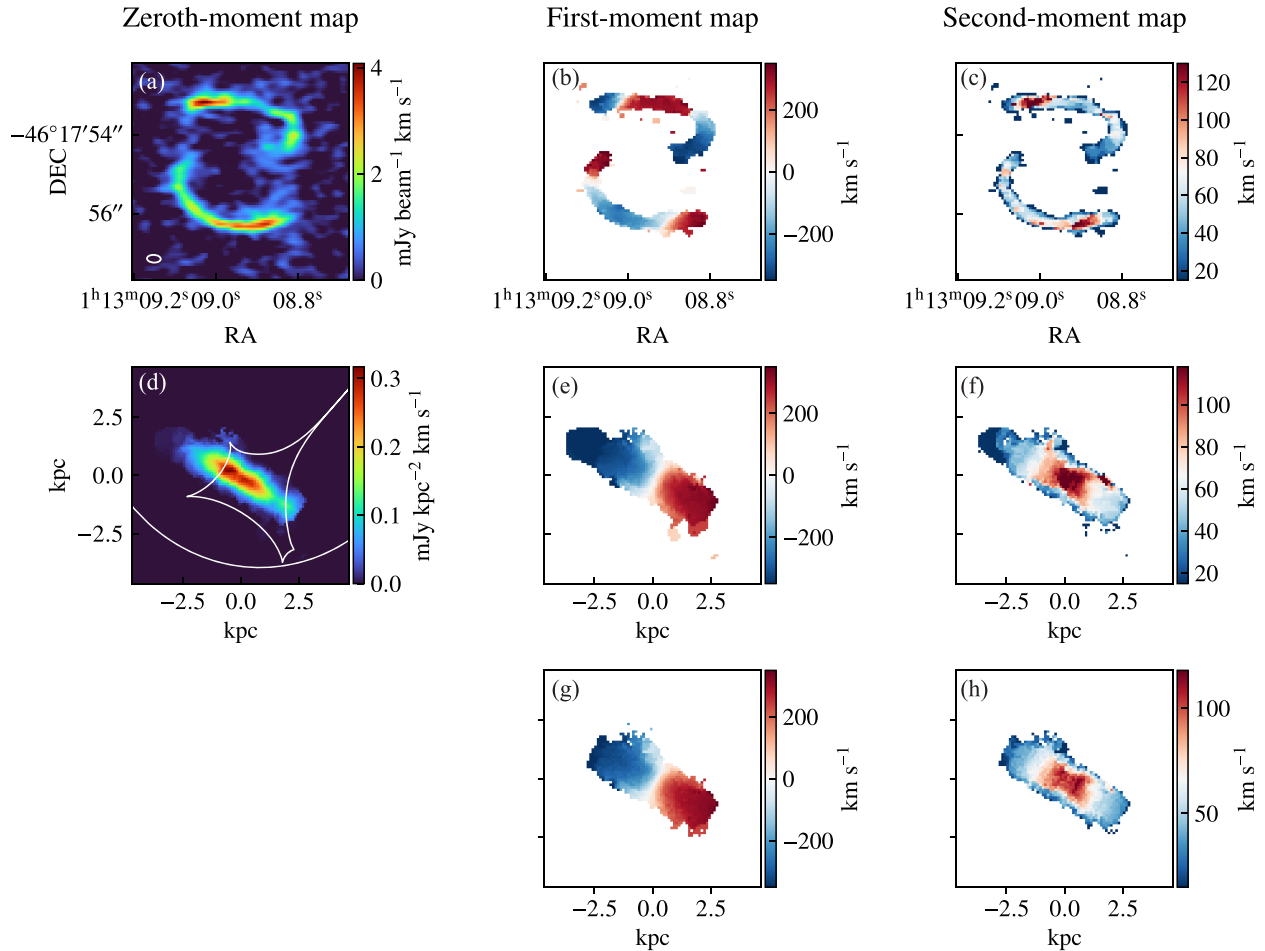 Zeroth-moment map
First-moment map
Second-moment map
(a)
4
2
0
mJy beam⁻¹ km s⁻¹
−46°17′54″
56″
DEC
1ʰ13ᵐ09.2ˢ09.0ˢ
08.8ˢ
RA
(b)
200
0
−200
km s⁻¹
1ʰ13ᵐ09.2ˢ09.0ˢ
08.8ˢ
RA
(c)
120
100
80
60
40
20
km s⁻¹
1ʰ13ᵐ09.2ˢ09.0ˢ
08.8ˢ
RA
(d)
2.5
0.0
−2.5
kpc
0.3
0.2
0.1
0.0
mJy kpc⁻² km s⁻¹
−2.5 0.0 2.5
kpc
(e)
200
0
−200
km s⁻¹
−2.5 0.0 2.5
kpc
(f)
100
80
60
40
20
km s⁻¹
−2.5 0.0 2.5
kpc
(g)
200
0
−200
km s⁻¹
−2.5 0.0 2.5
kpc
(h)
100
50
km s⁻¹
−2.5 0.0 2.5
kpc